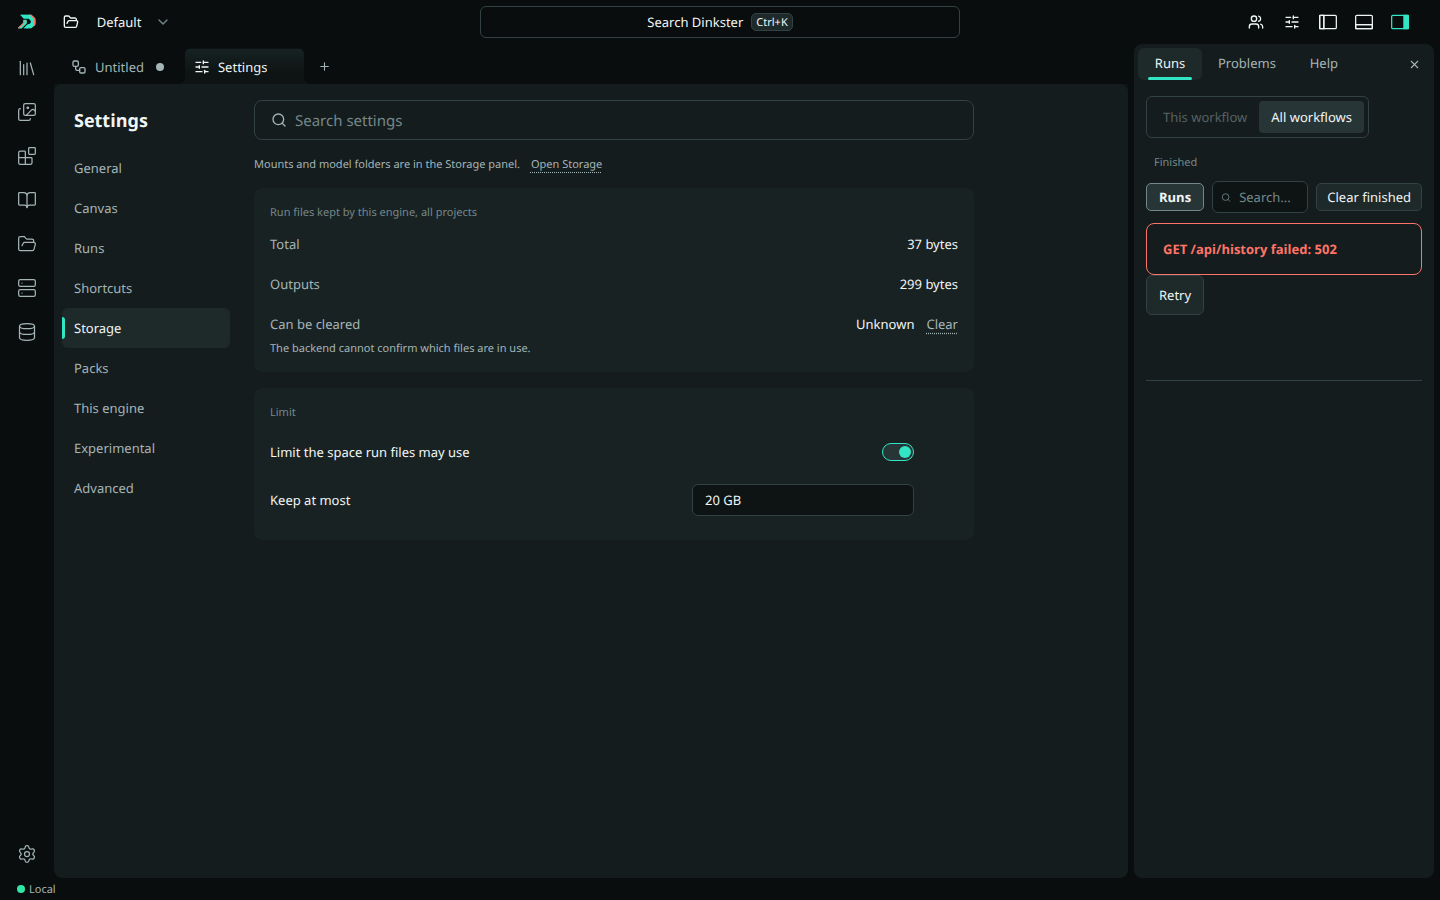 Default
Search Dinkster Ctrl+K
Untitled
Settings
Runs
Problems
Help
Settings
General
Canvas
Runs
Shortcuts
Storage
Packs
This engine
Experimental
Advanced
Search settings
Mounts and model folders are in the Storage panel. Open Storage
Run files kept by this engine, all projects
Total 37 bytes
Outputs 299 bytes
Can be cleared Unknown Clear
The backend cannot confirm which files are in use.
Limit
Limit the space run files may use
Keep at most 20 GB
This workflow All workflows
Finished
Runs Search... Clear finished
GET /api/history failed: 502
Retry
Local